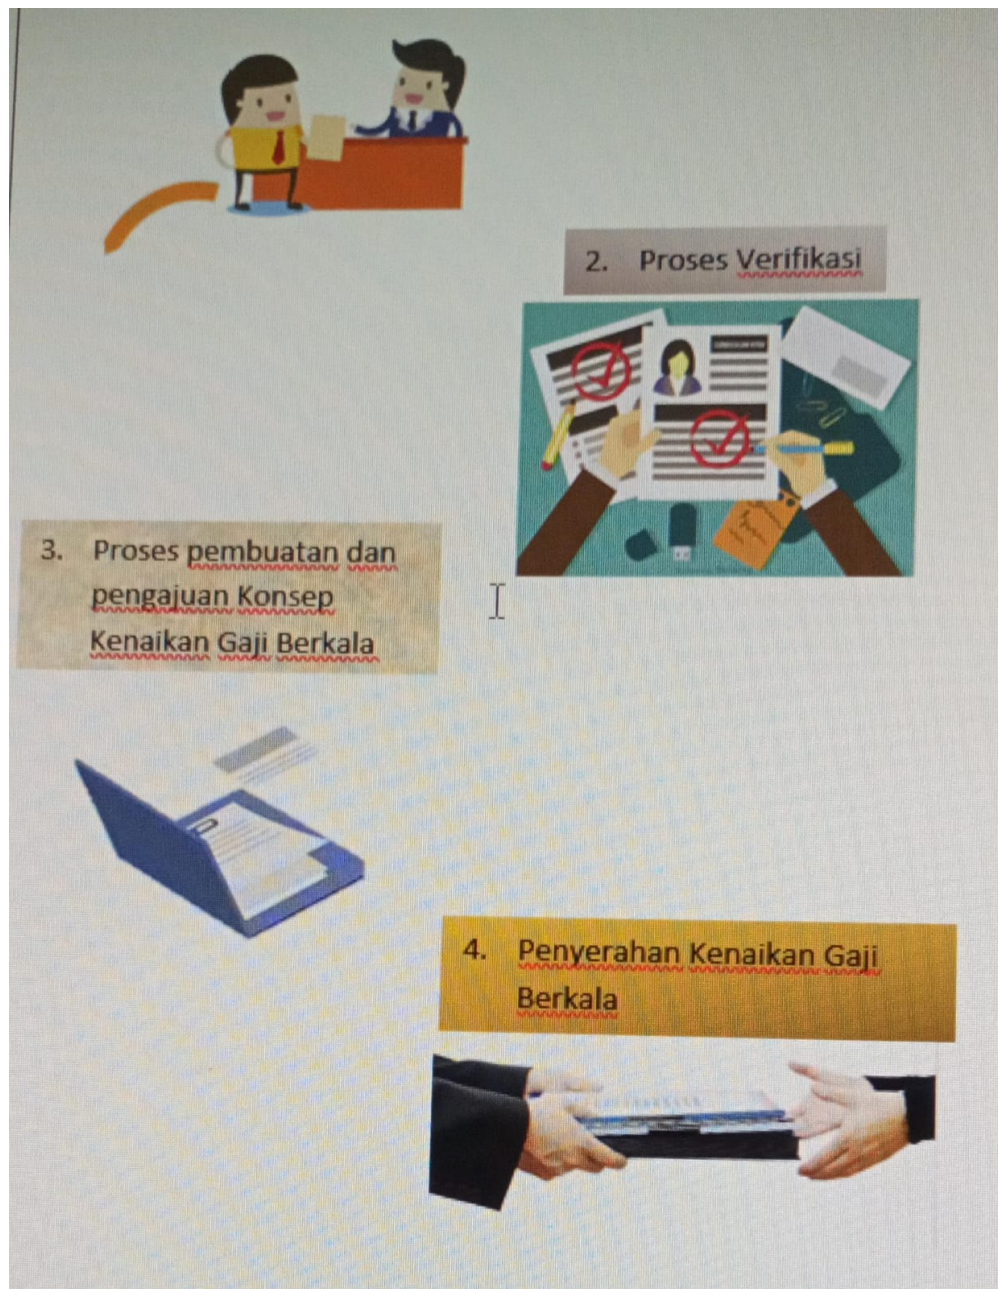 2. Proses Verifikasi
3. Proses pembuatan dan
pengajuan Konsep
Kenaikan Gaji Berkala
4. Penyerahan Kenaikan Gaji
Berkala